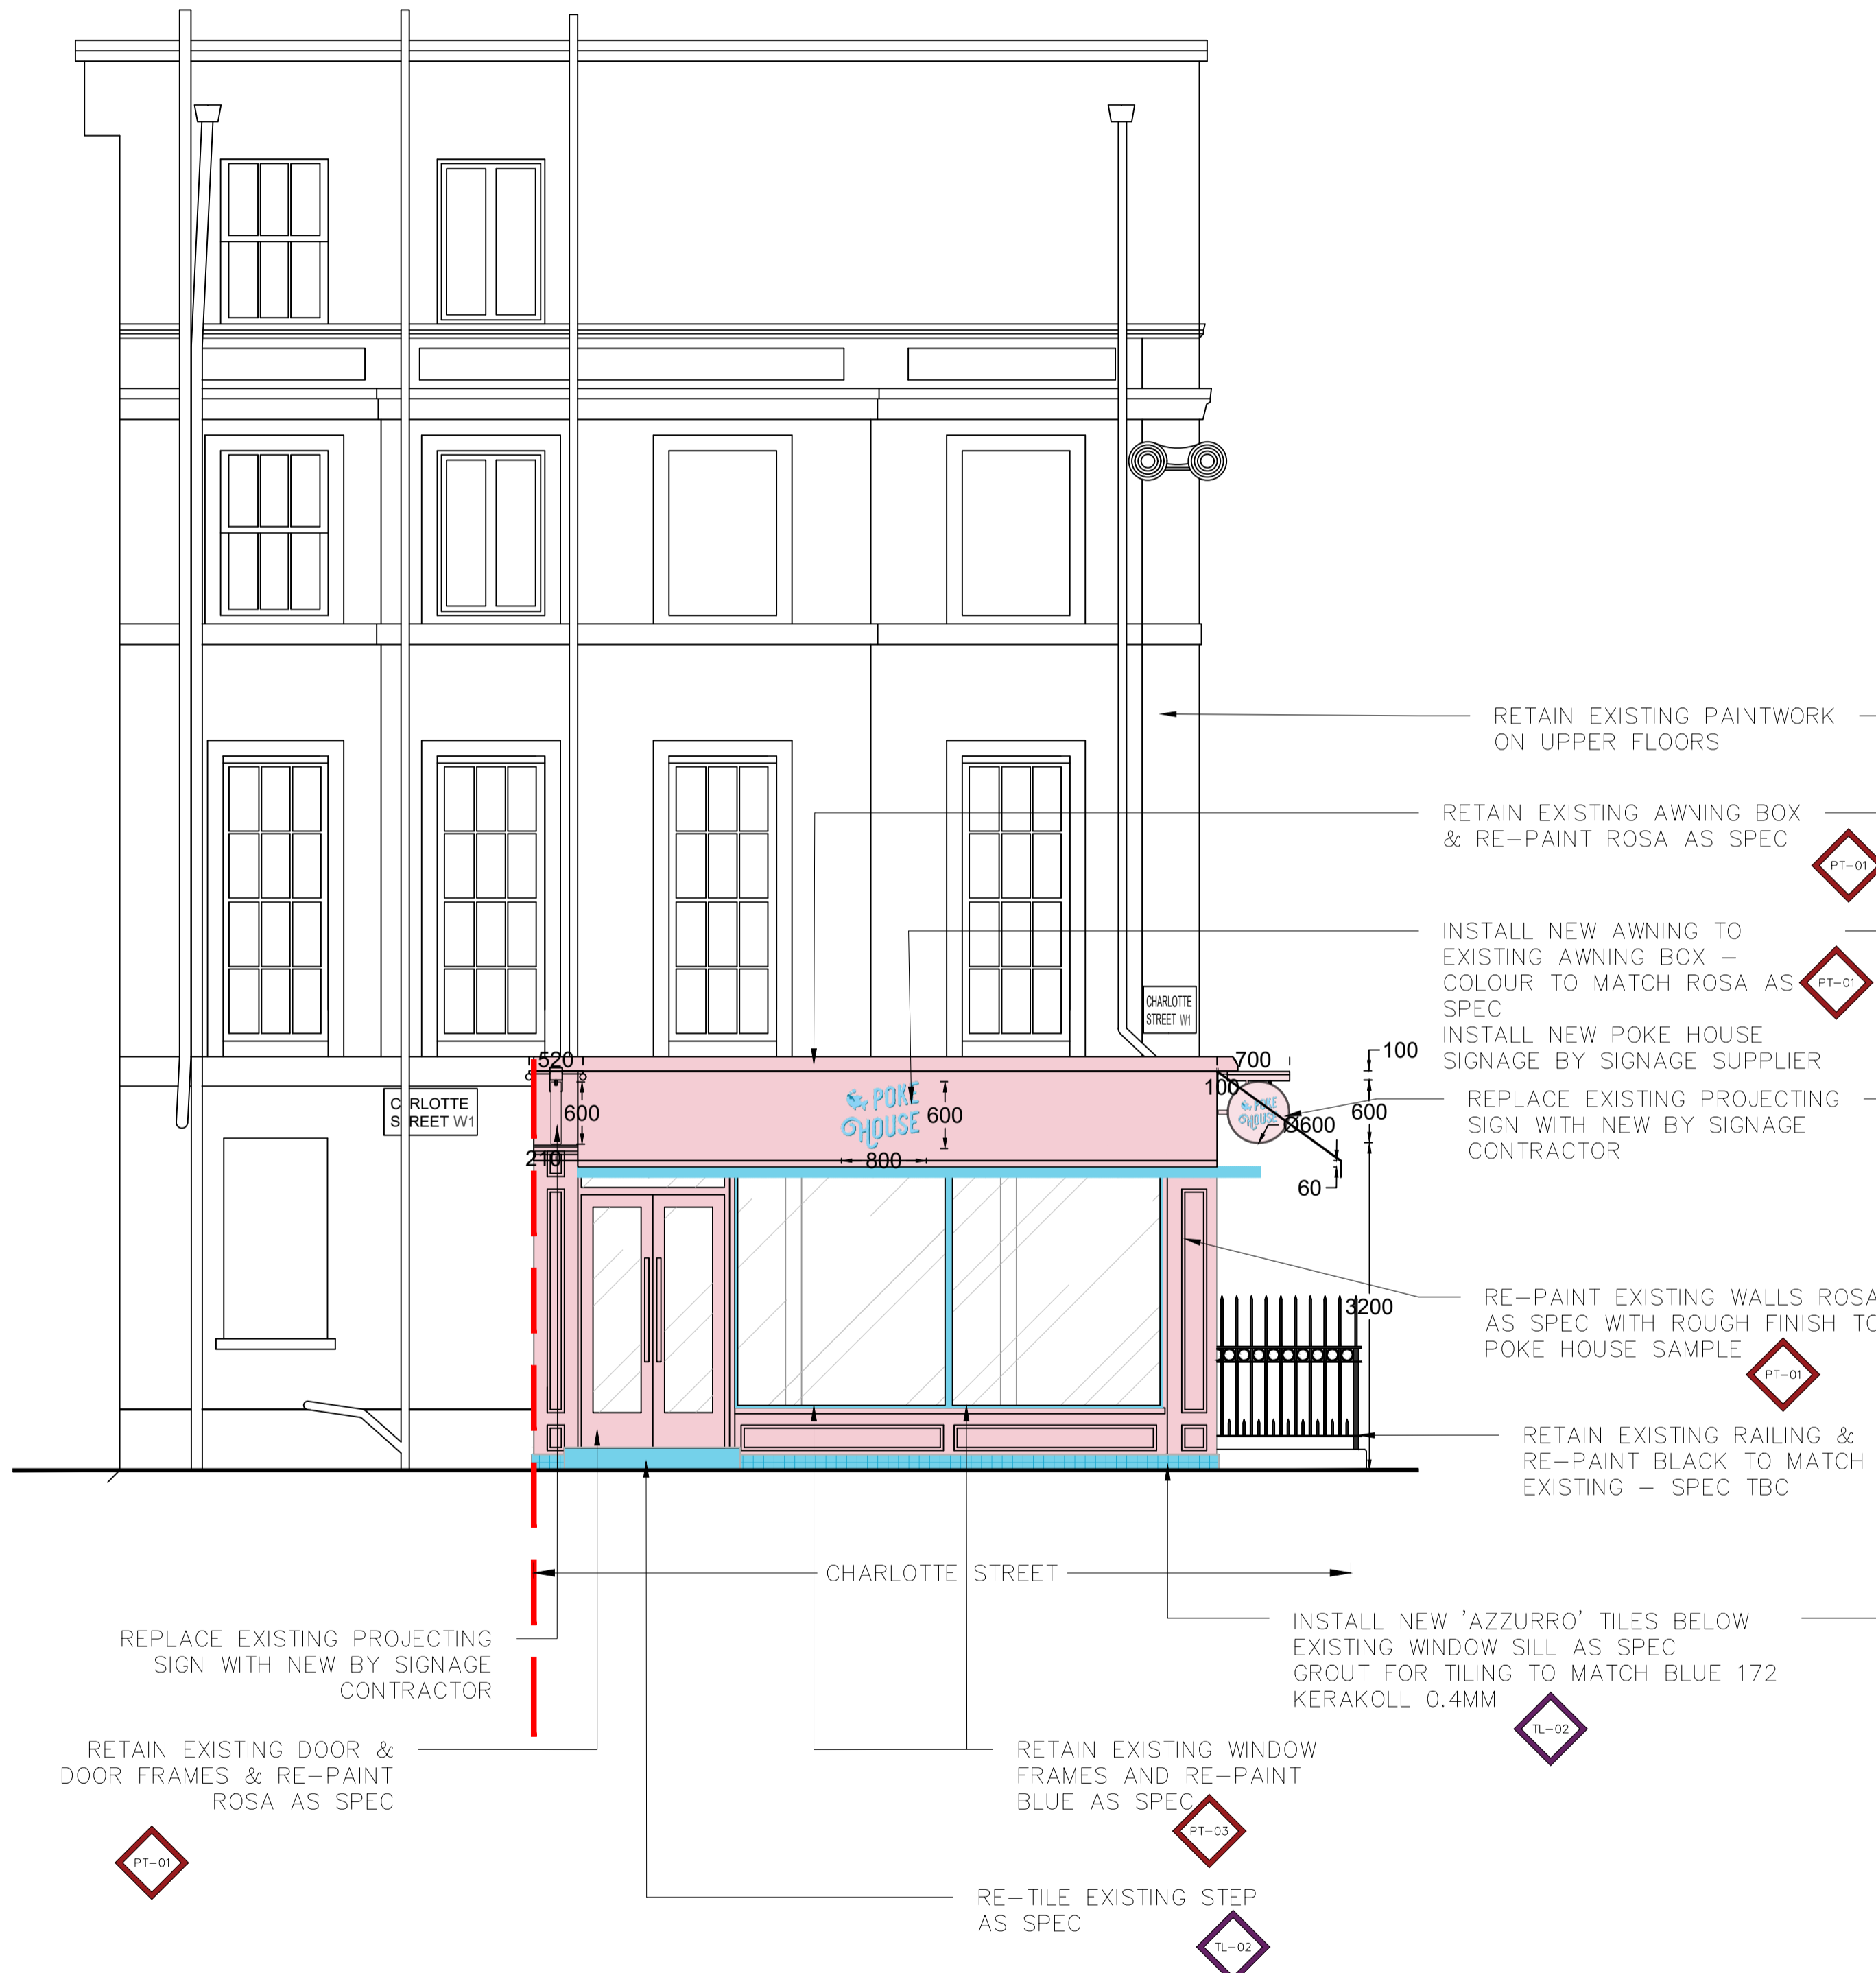 RETAIN EXISTING PAINTWORK
ON UPPER FLOORS
RETAIN EXISTING AWNING BOX
& RE-PAINT ROSA AS SPEC
PT-01
INSTALL NEW AWNING TO
EXISTING AWNING BOX -
COLOUR TO MATCH ROSA AS
SPEC
PT-01
INSTALL NEW POKE HOUSE
SIGNAGE BY SIGNAGE SUPPLIER
CHARLOTTE
STREET W1
520
700
100
100
600
POKE
HOUSE
600
POKE
HOUSE
Ø600
600
REPLACE EXISTING PROJECTING
SIGN WITH NEW BY SIGNAGE
CONTRACTOR
C RLOTTE
S REET W1
210
800
60
3200
RE-PAINT EXISTING WALLS ROSA
AS SPEC WITH ROUGH FINISH TO
POKE HOUSE SAMPLE
PT-01
RETAIN EXISTING RAILING &
RE-PAINT BLACK TO MATCH
EXISTING - SPEC TBC
CHARLOTTE STREET
REPLACE EXISTING PROJECTING
SIGN WITH NEW BY SIGNAGE
CONTRACTOR
INSTALL NEW 'AZZURRO' TILES BELOW
EXISTING WINDOW SILL AS SPEC
GROUT FOR TILING TO MATCH BLUE 172
KERAKOLL 0.4MM
TL-02
RETAIN EXISTING DOOR &
DOOR FRAMES & RE-PAINT
ROSA AS SPEC
PT-01
RETAIN EXISTING WINDOW
FRAMES AND RE-PAINT
BLUE AS SPEC
PT-03
RE-TILE EXISTING STEP
AS SPEC
TL-02